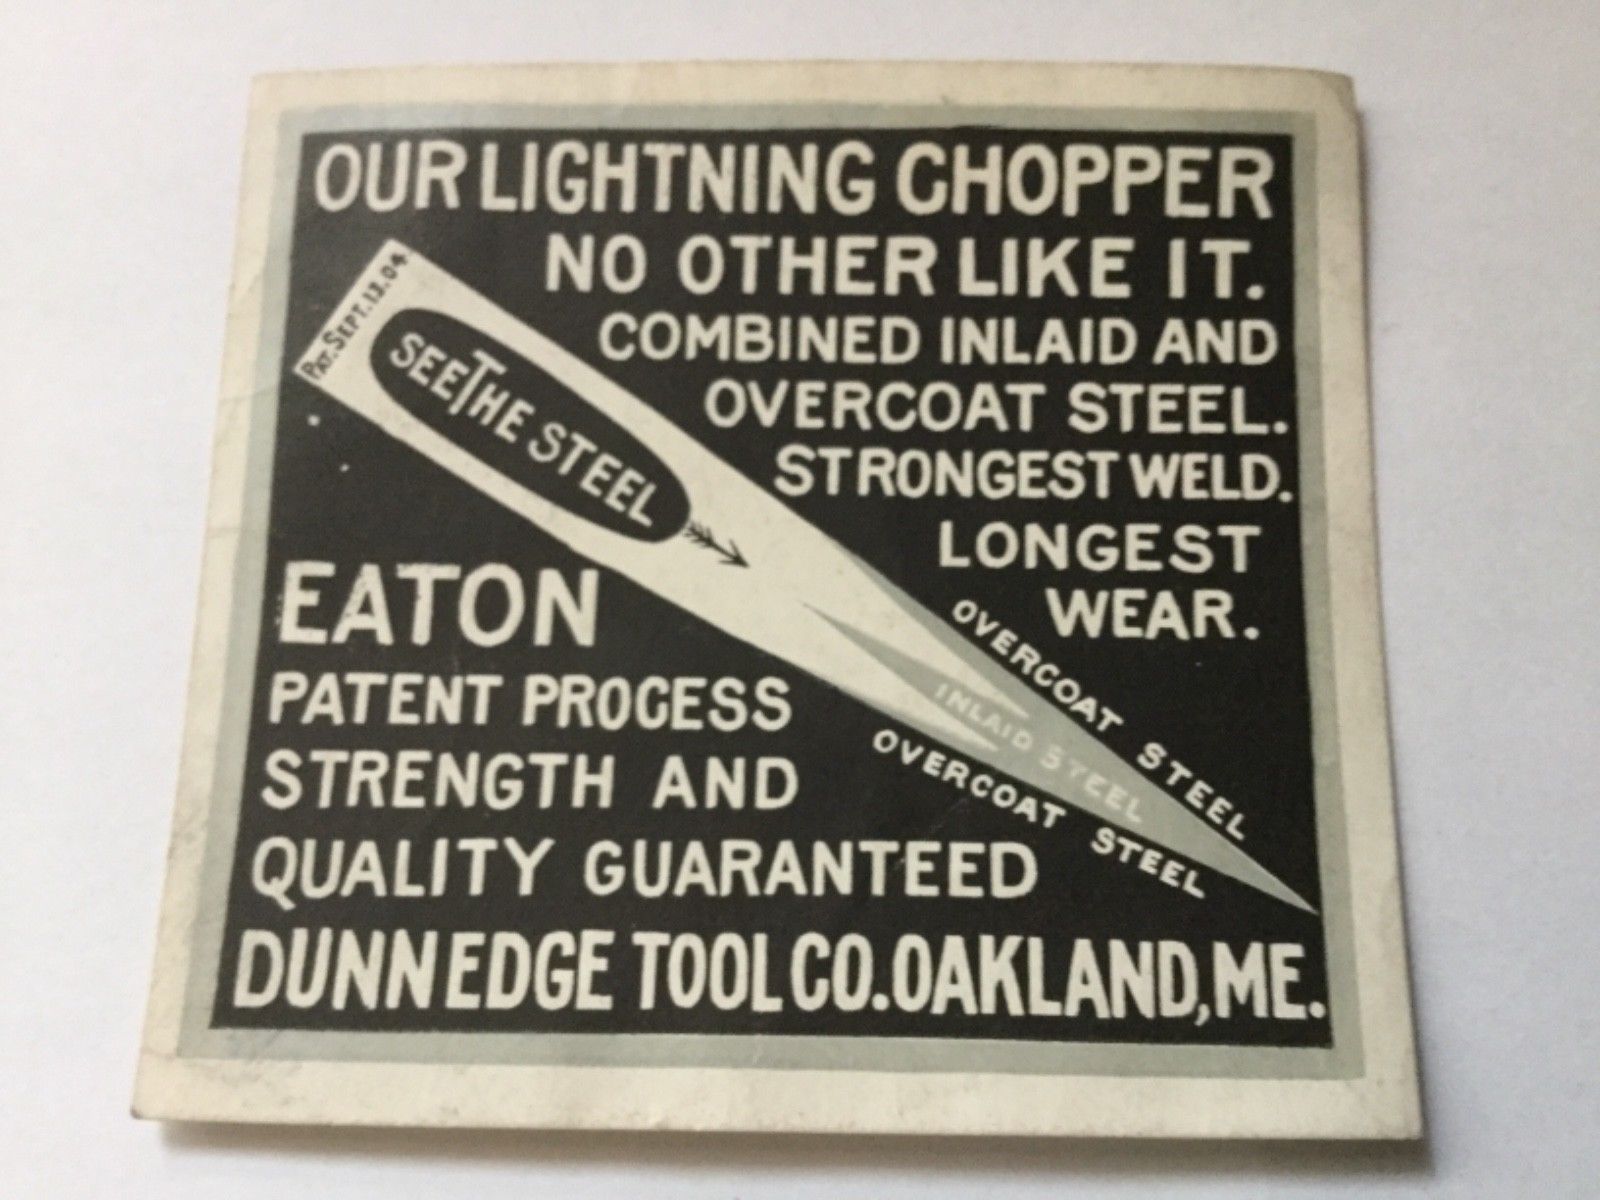 OUR LIGHTNING CHOPPER
NO OTHER LIKE IT.
COMBINED INLAID AND
OVERCOAT STEEL.
STRONGEST WELD.
LONGEST
WEAR.
PAT. SEPT. 13. 04.
SEE THE STEEL
OVERCOAT STEEL
INLAID STEEL
OVERCOAT STEEL
EATON
PATENT PROCESS
STRENGTH AND
QUALITY GUARANTEED
DUNN EDGE TOOL CO. OAKLAND, ME.